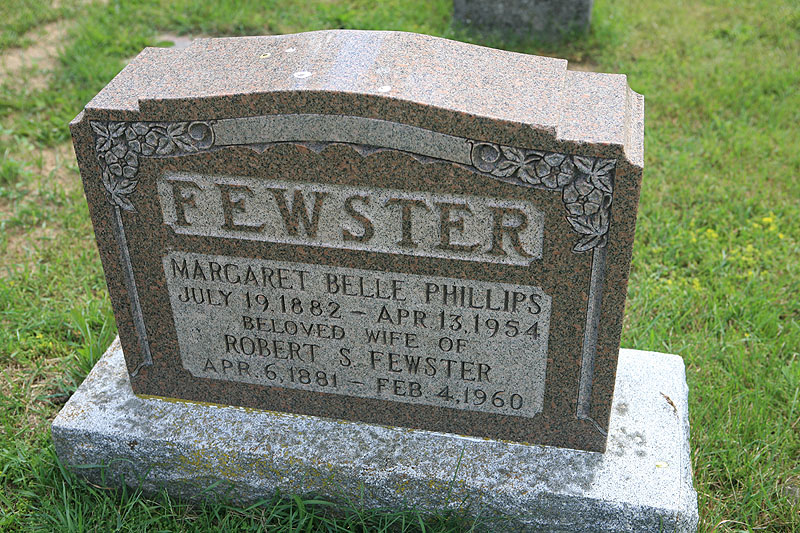 FEWSTER
MARGARET BELLE PHILLIPS
JULY 19, 1882 – APR. 13, 1954
BELOVED WIFE OF
ROBERT S. FEWSTER
APR. 6, 1881 – FEB. 4, 1960